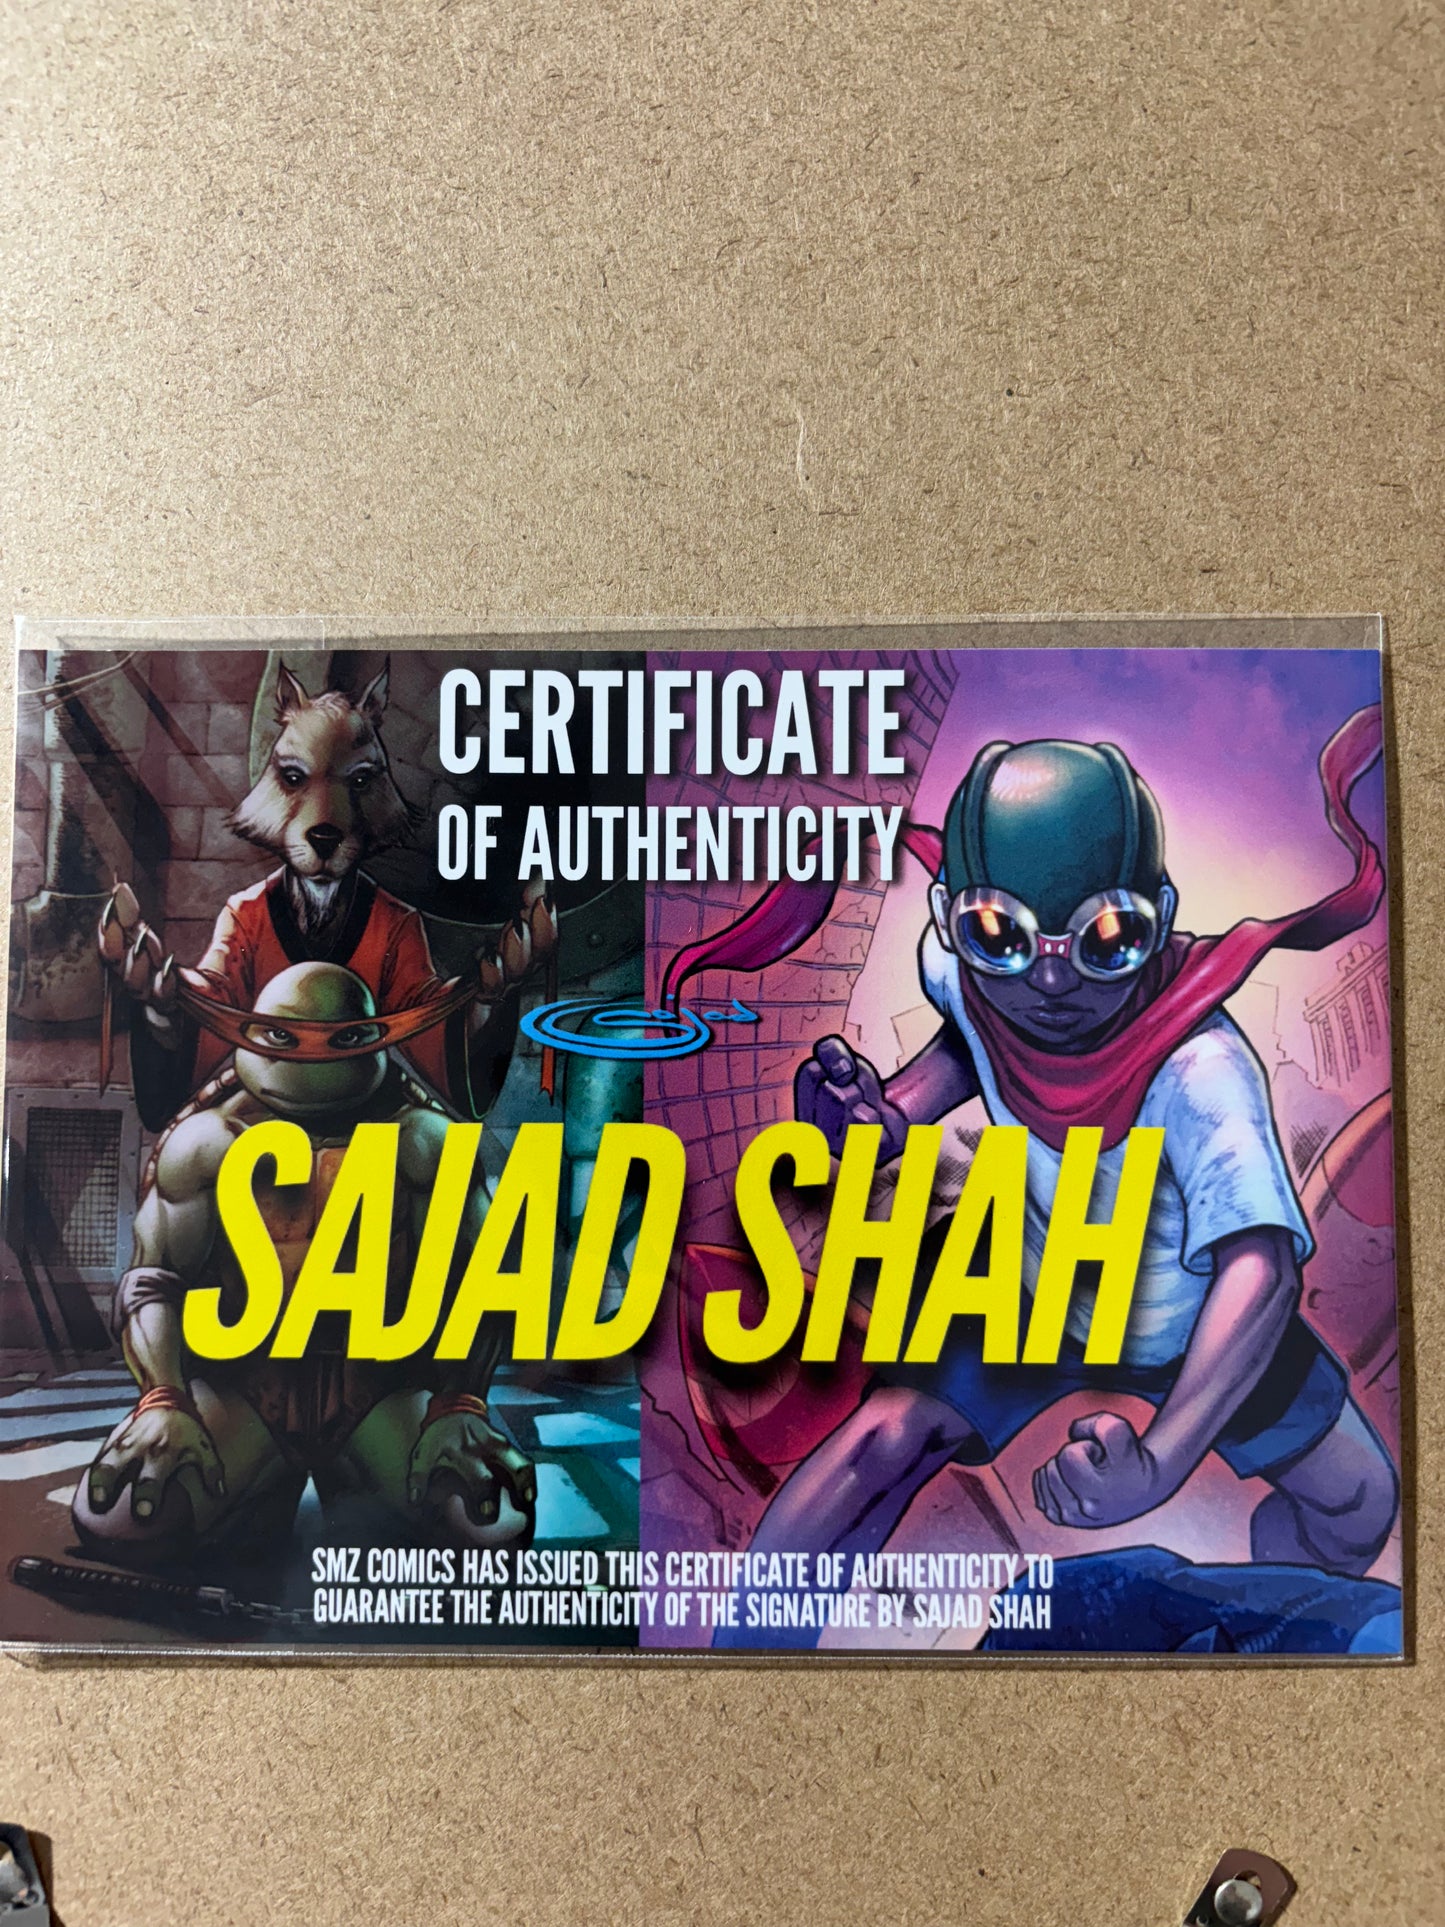 CERTIFICATE
OF AUTHENTICITY
Sajad
SAJAD SHAH
SMZ COMICS HAS ISSUED THIS CERTIFICATE OF AUTHENTICITY TO
GUARANTEE THE AUTHENTICITY OF THE SIGNATURE BY SAJAD SHAH